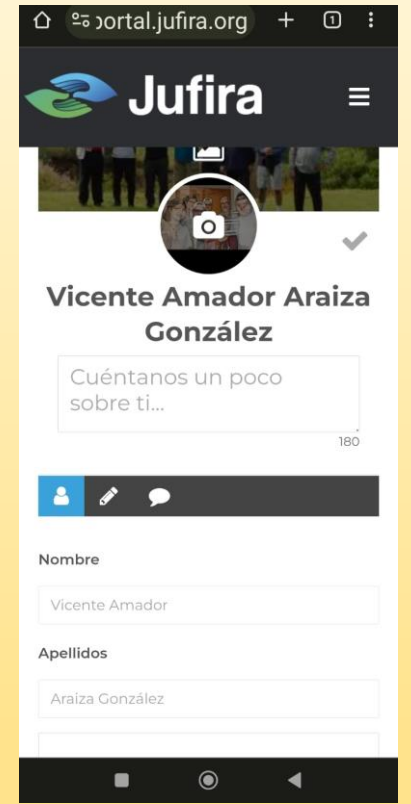 portal.jufira.org
1
Jufira
Vicente Amador Araiza
González
Cuéntanos un poco
sobre ti...
180
Nombre
Vicente Amador
Apellidos
Araiza González